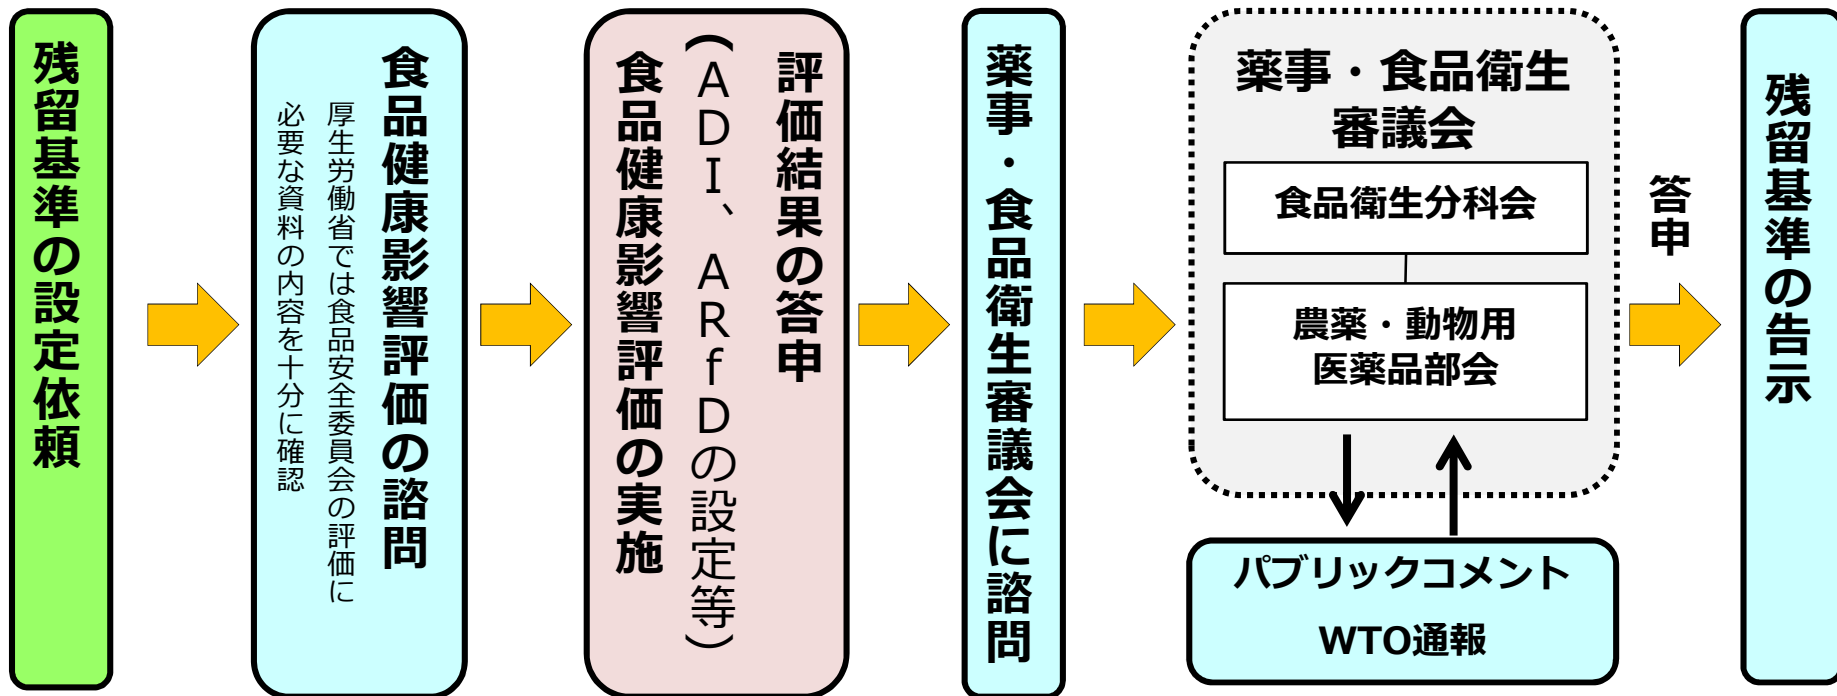 残留基準の設定依頼
食品健康影響評価の諮問
厚生労働省では食品安全委員会の評価に
必要な資料の内容を十分に確認
評価結果の答申
（ＡＤＩ、ＡＲｆＤの設定等）
食品健康影響評価の実施
薬事・食品衛生審議会に諮問
薬事・食品衛生
審議会
食品衛生分科会
農薬・動物用
医薬品部会
パブリックコメント
WTO通報
答申
残留基準の告示